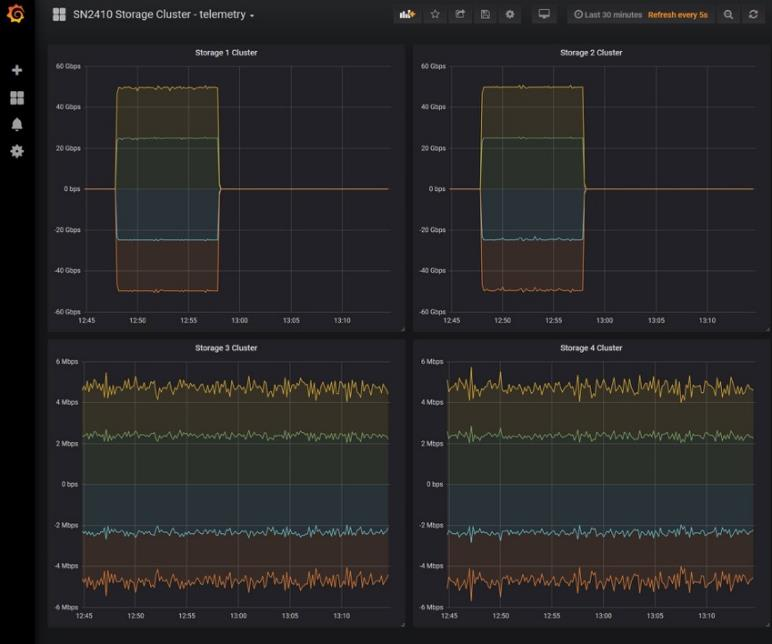 SN2410 Storage Cluster - telemetry
Last 30 minutes Refresh every 5s
Storage 1 Cluster
60 Gbps
40 Gbps
20 Gbps
0 bps
-20 Gbps
-40 Gbps
-60 Gbps
12:45 12:50 12:55 13:00 13:05 13:10
Storage 2 Cluster
60 Gbps
40 Gbps
20 Gbps
0 bps
-20 Gbps
-40 Gbps
-60 Gbps
12:45 12:50 12:55 13:00 13:05 13:10
Storage 3 Cluster
6 Mbps
4 Mbps
2 Mbps
0 bps
-2 Mbps
-4 Mbps
-6 Mbps
12:45 12:50 12:55 13:00 13:05 13:10
Storage 4 Cluster
6 Mbps
4 Mbps
2 Mbps
0 bps
-2 Mbps
-4 Mbps
-6 Mbps
12:45 12:50 12:55 13:00 13:05 13:10